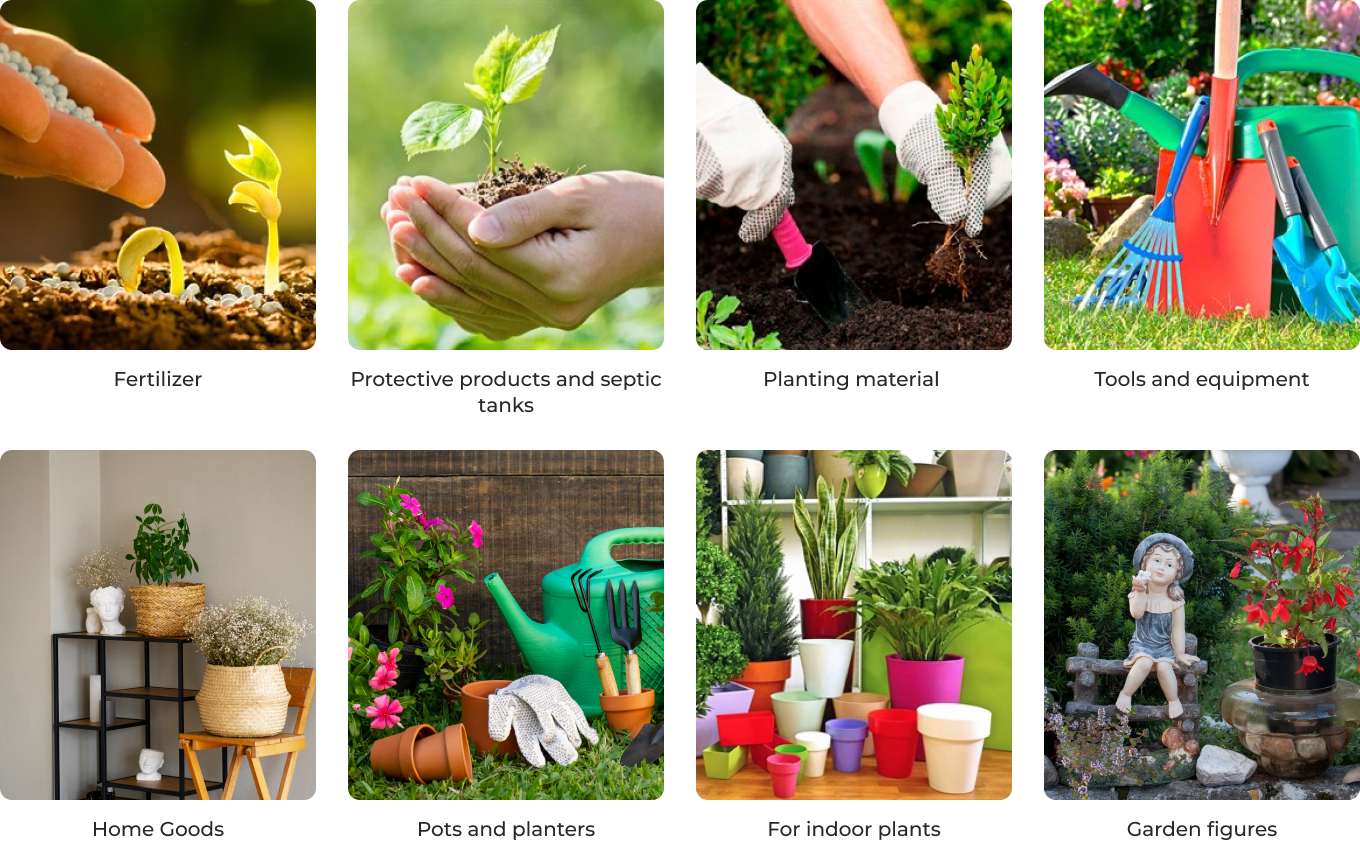 Fertilizer
Protective products and septic
tanks
Planting material
Tools and equipment
Home Goods
Pots and planters
For indoor plants
Garden figures